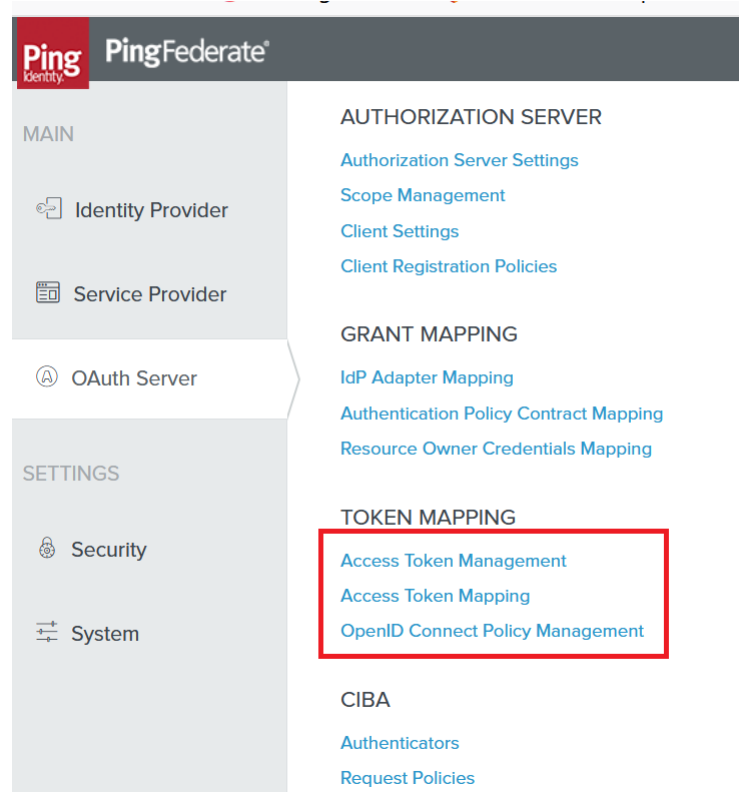 Ping
Identity.
PingFederate®
MAIN
Identity Provider
Service Provider
OAuth Server
SETTINGS
Security
System
AUTHORIZATION SERVER
Authorization Server Settings
Scope Management
Client Settings
Client Registration Policies
GRANT MAPPING
IdP Adapter Mapping
Authentication Policy Contract Mapping
Resource Owner Credentials Mapping
TOKEN MAPPING
Access Token Management
Access Token Mapping
OpenID Connect Policy Management
CIBA
Authenticators
Request Policies